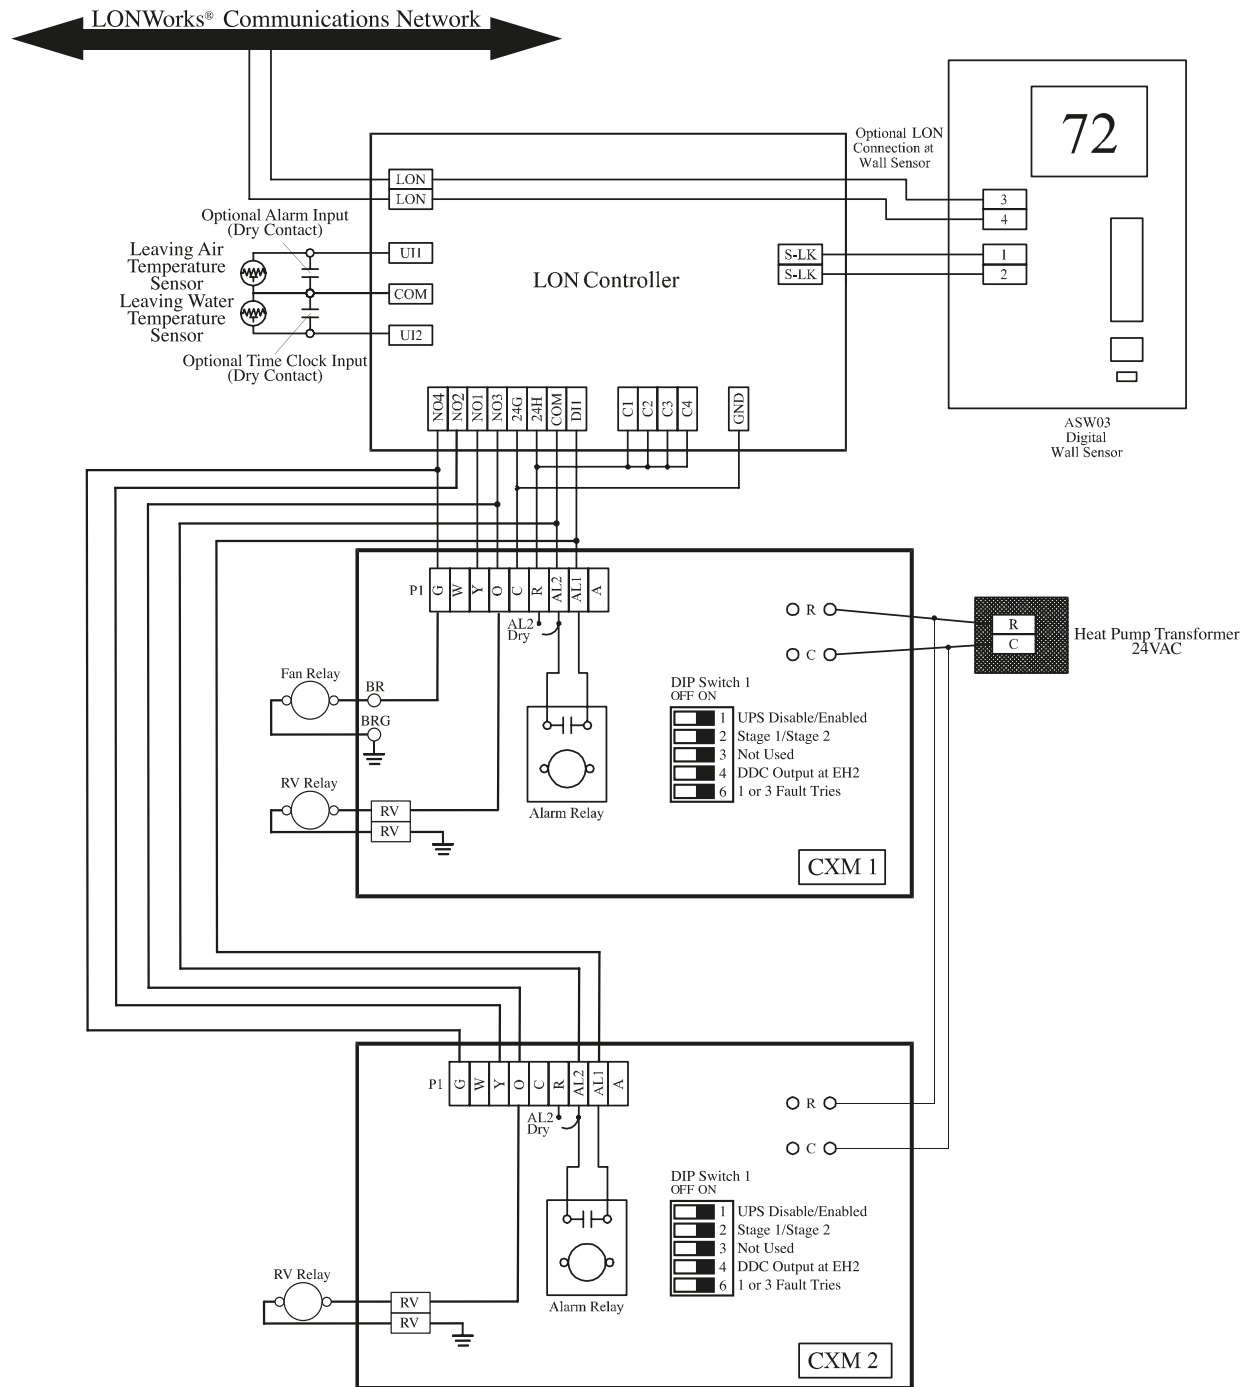 LONWorks® Communications Network
72
Optional LON
Connection at
Wall Sensor
LON
LON
3
4
Optional Alarm Input
(Dry Contact)
Leaving Air
Temperature
Sensor
Leaving Water
Temperature
Sensor
Optional Time Clock Input
(Dry Contact)
UI1
COM
UI2
LON Controller
S-LK
S-LK
1
2
NO4
NO2
NO1
NO3
24G
24H
COM
DI1
C1
C2
C3
C4
GND
ASW03
Digital
Wall Sensor
P1
G
W
Y
O
C
R
AL2
AL1
A
AL2
Dry
R
C
R
C
Heat Pump Transformer
24VAC
Fan Relay
BR
BRG
RV Relay
RV
RV
Alarm Relay
DIP Switch 1
OFF ON
1 UPS Disable/Enabled
2 Stage 1/Stage 2
3 Not Used
4 DDC Output at EH2
6 1 or 3 Fault Tries
CXM 1
P1
G
W
Y
O
C
R
AL2
AL1
A
AL2
Dry
R
C
DIP Switch 1
OFF ON
1 UPS Disable/Enabled
2 Stage 1/Stage 2
3 Not Used
4 DDC Output at EH2
6 1 or 3 Fault Tries
RV Relay
RV
RV
Alarm Relay
CXM 2